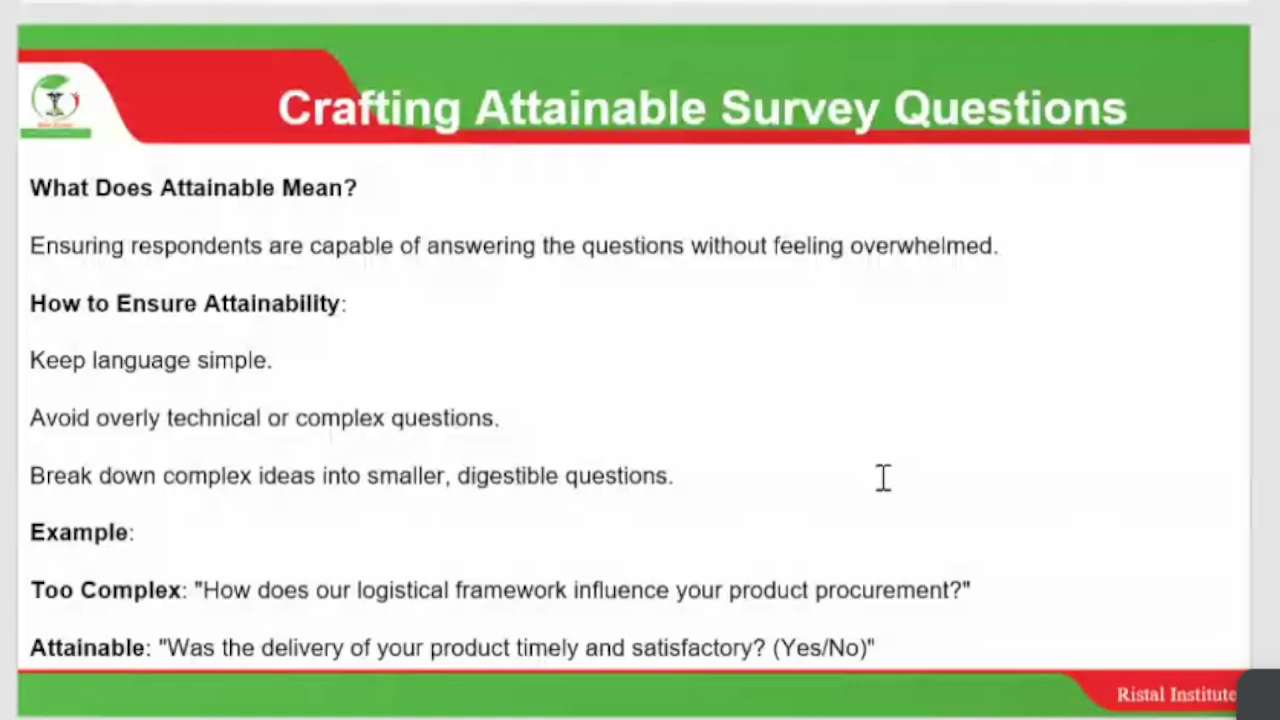 Crafting Attainable Survey Questions
What Does Attainable Mean?
Ensuring respondents are capable of answering the questions without feeling overwhelmed.
How to Ensure Attainability:
Keep language simple.
Avoid overly technical or complex questions.
Break down complex ideas into smaller, digestible questions.
Example:
Too Complex: "How does our logistical framework influence your product procurement?"
Attainable: "Was the delivery of your product timely and satisfactory? (Yes/No)"
Ristal Institute